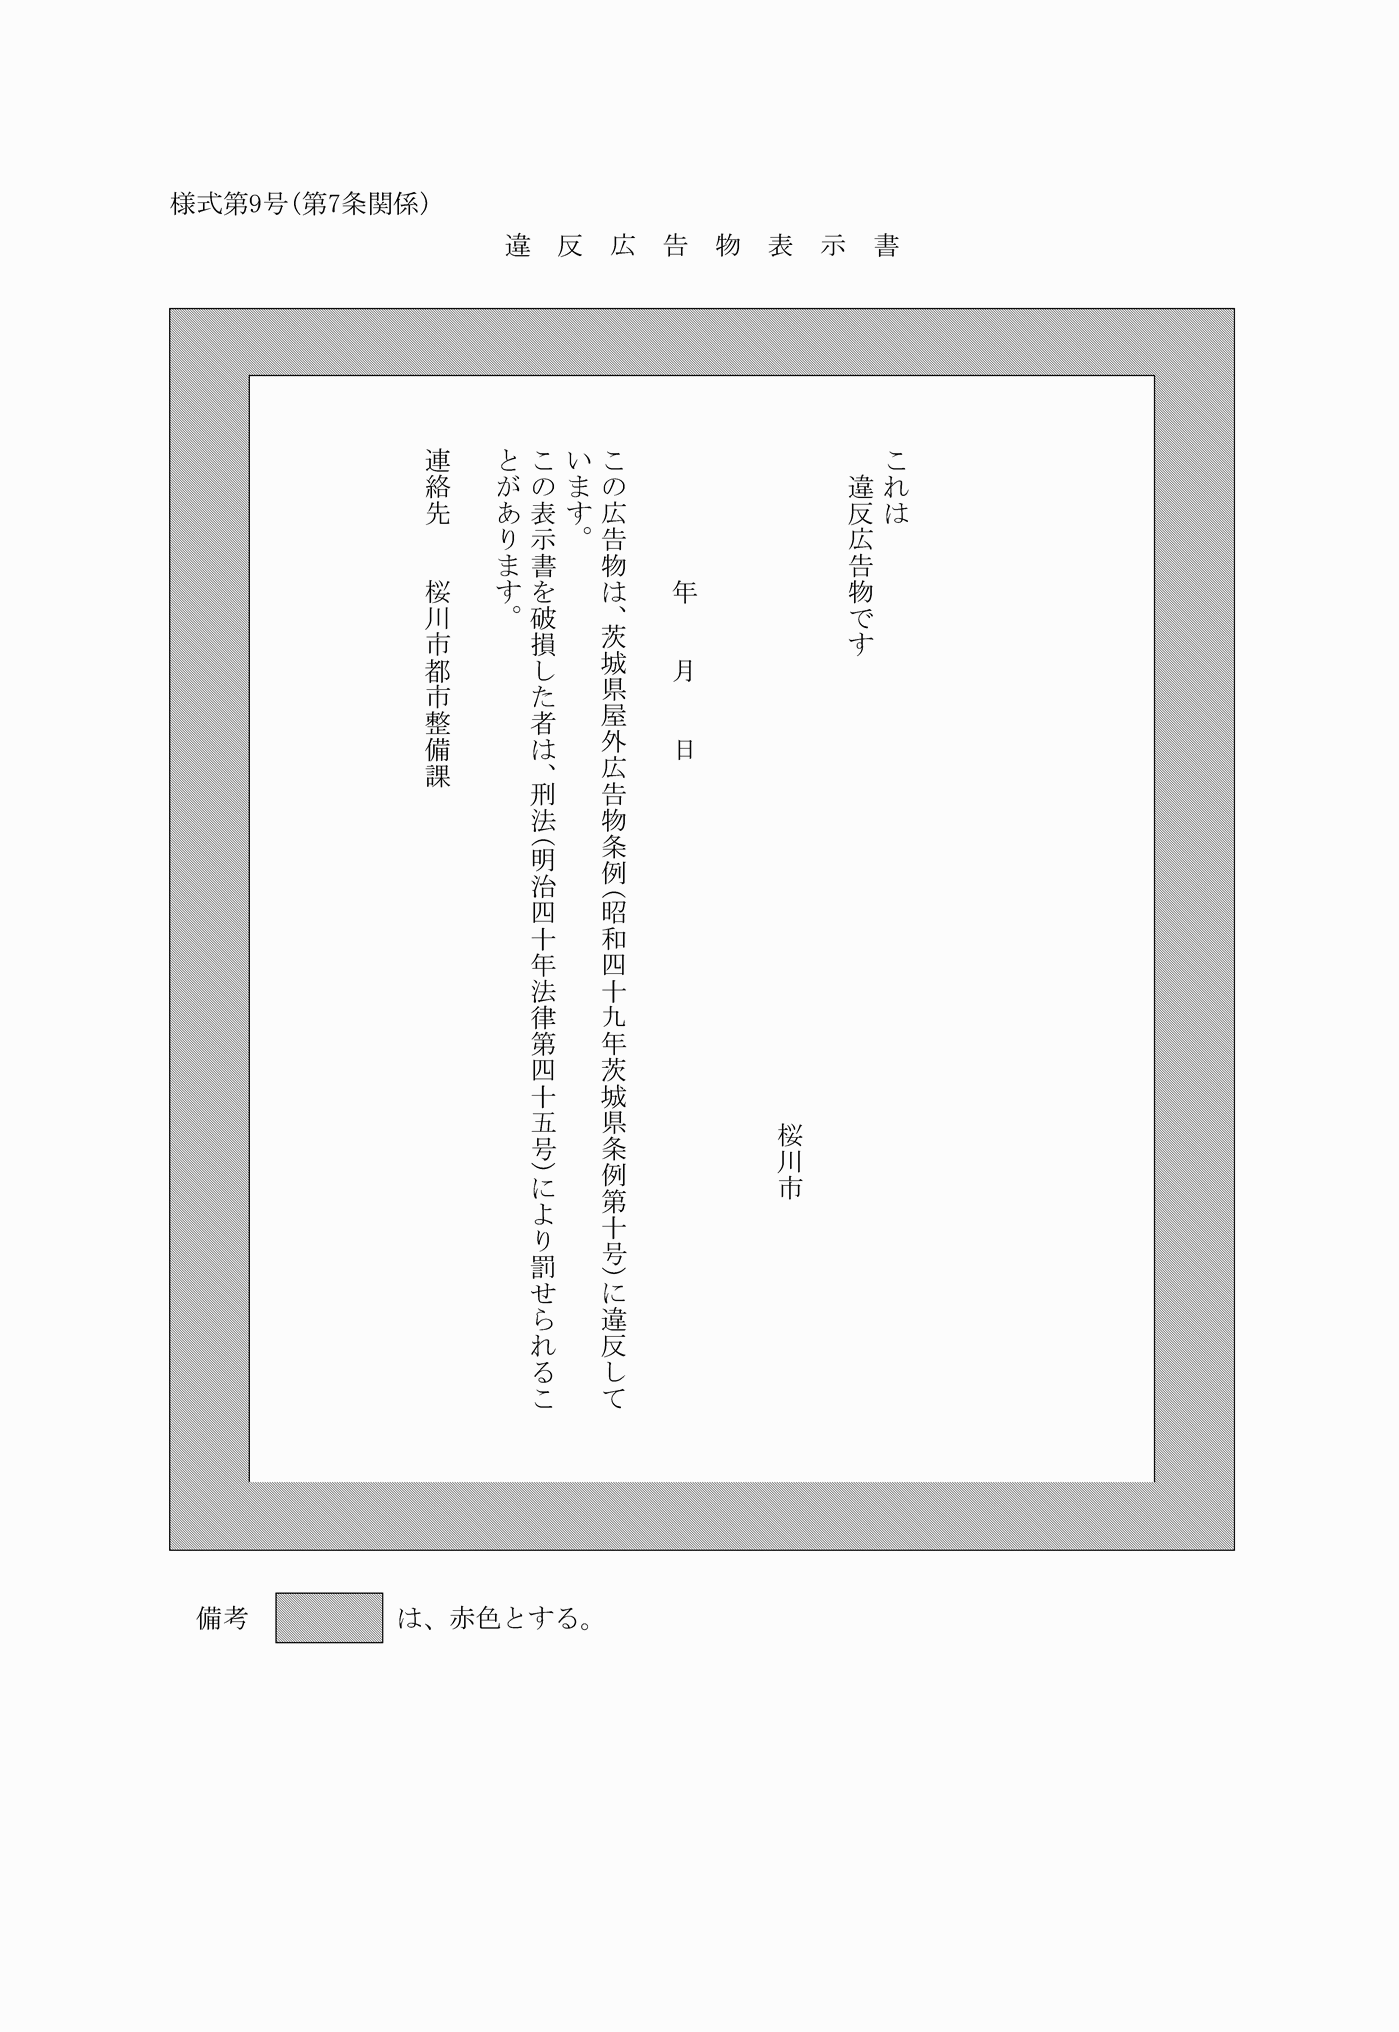 様式第9号(第7条関係)
違反広告物表示書
これは
違反広告物です
桜川市
年　月　日
この広告物は、茨城県屋外広告物条例(昭和四十九年茨城県条例第十号)に違反して
います。
この表示書を破損した者は、刑法(明治四十年法律第四十五号)により罰せられるこ
とがあります。
連絡先　桜川市都市整備課
備考　は、赤色とする。